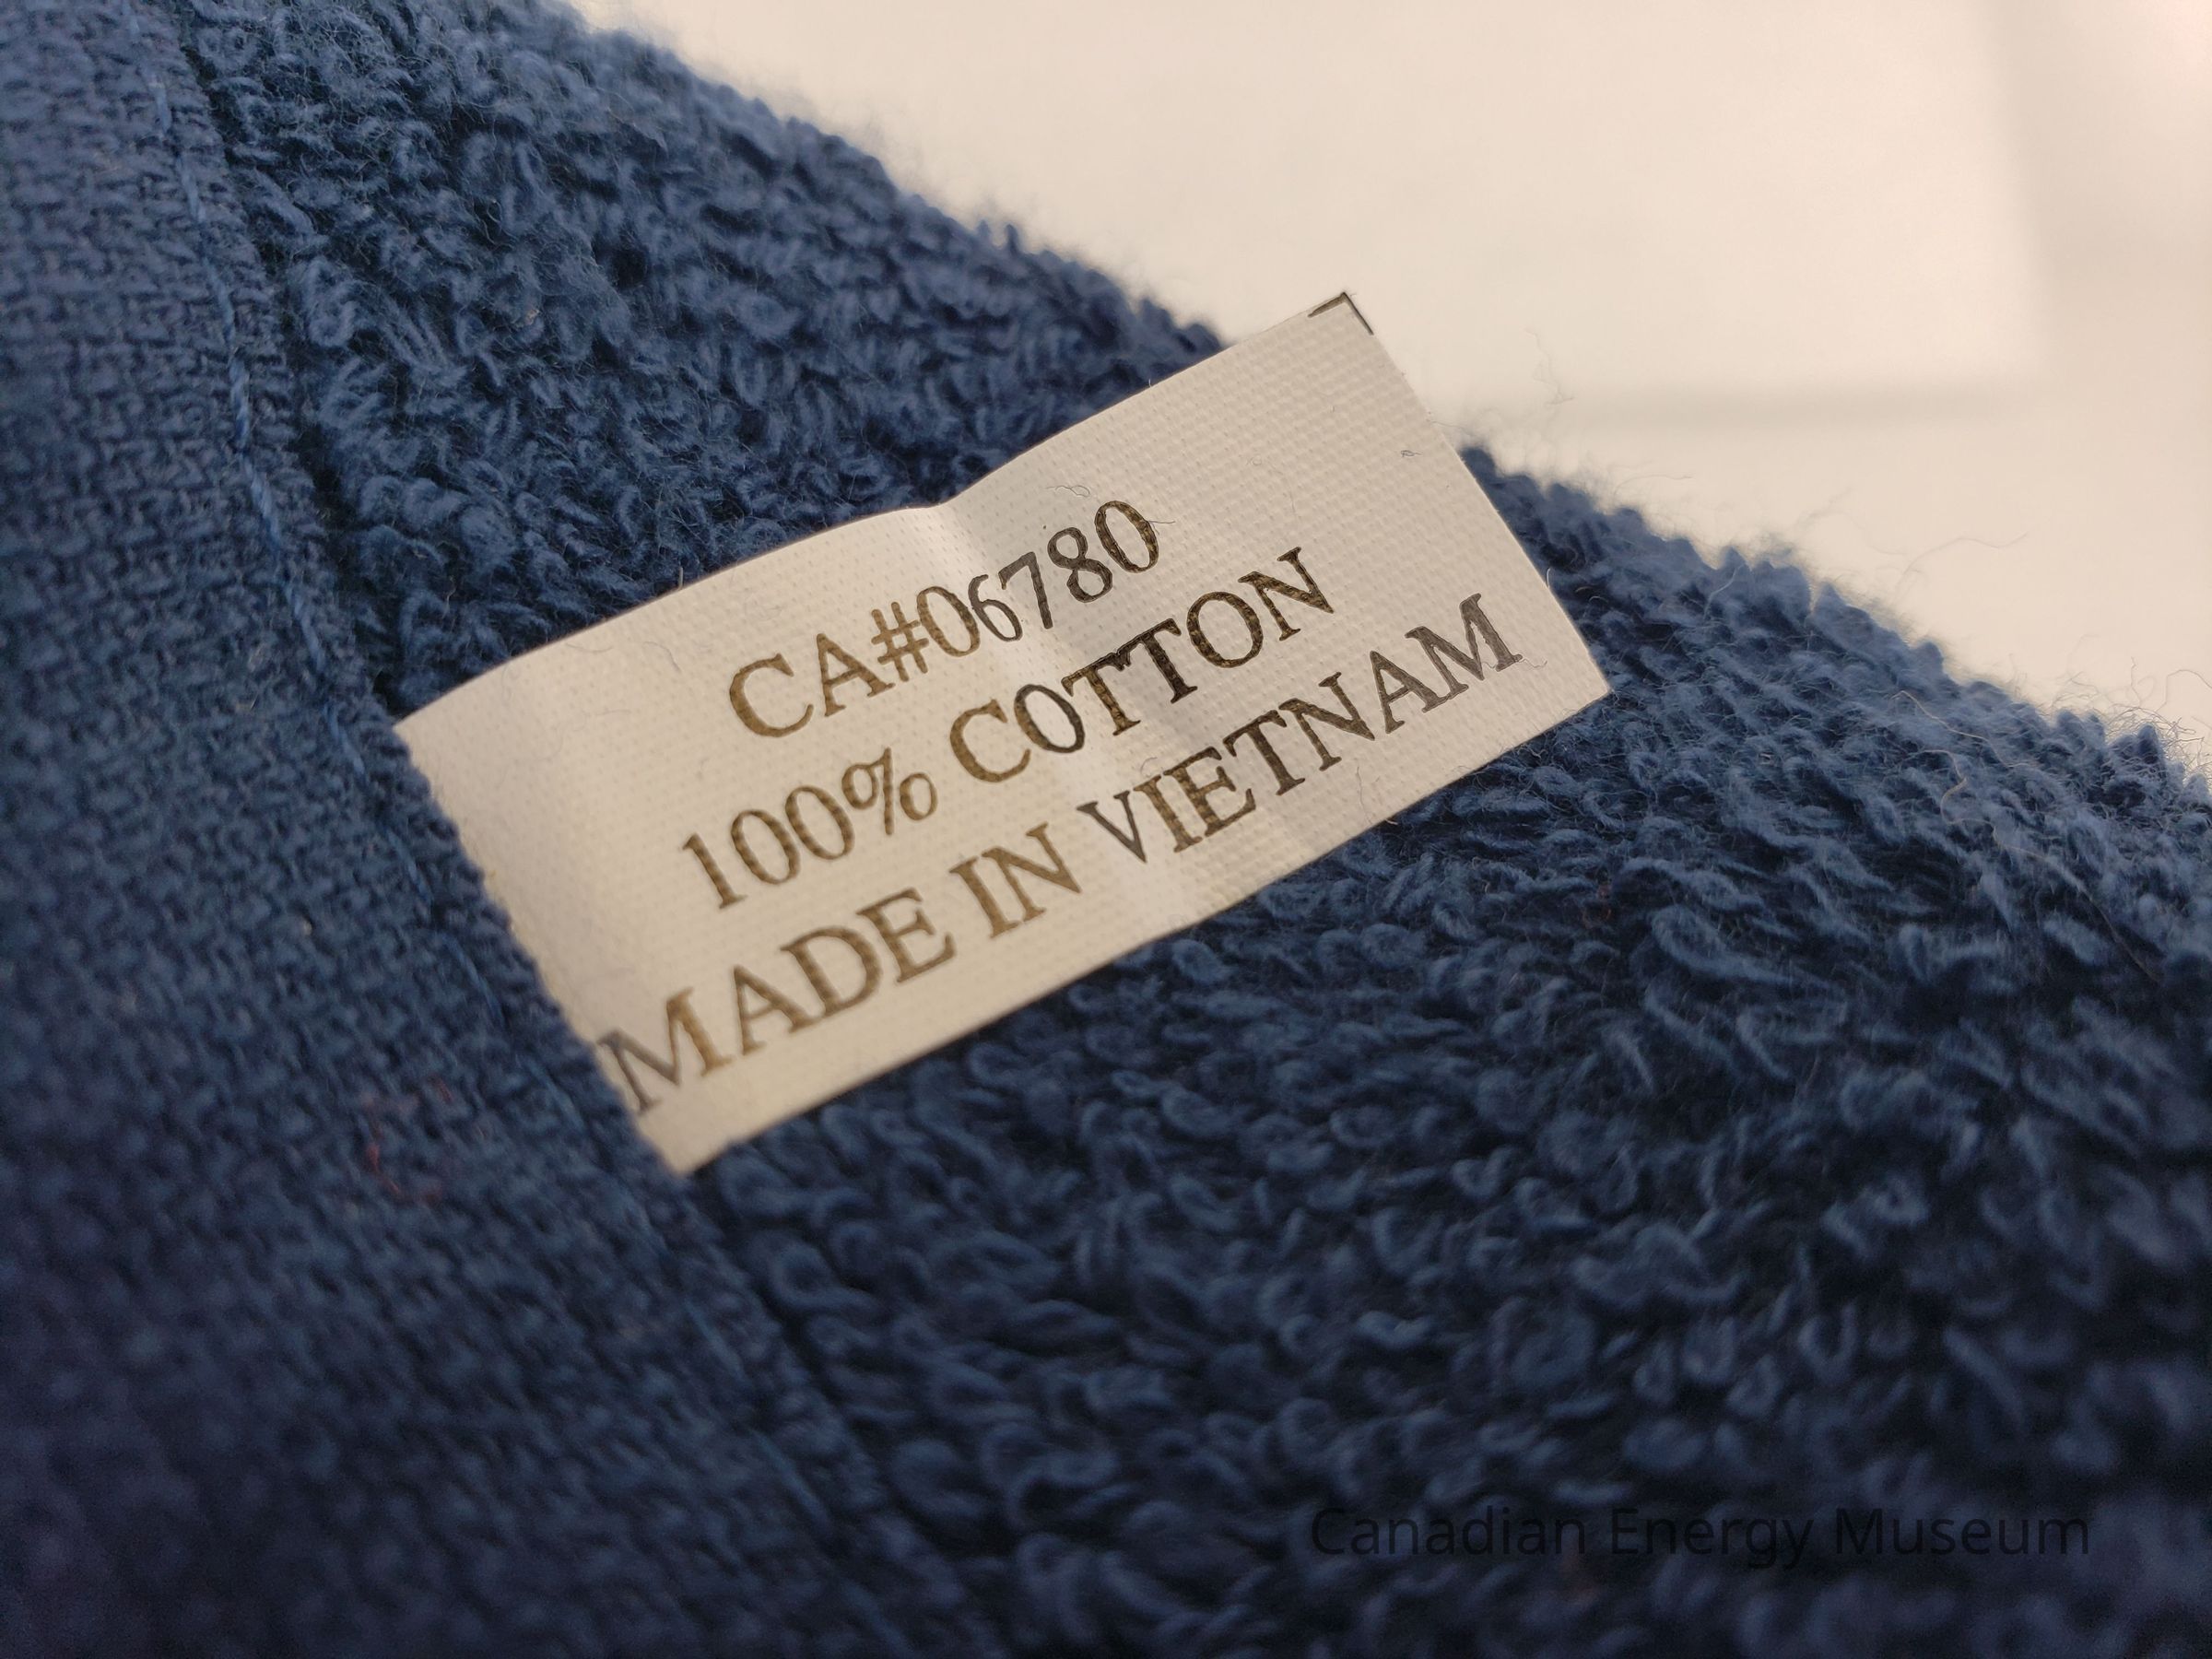 CA#06780
100% COTTON
MADE IN VIETNAM
Canadian Energy Museum